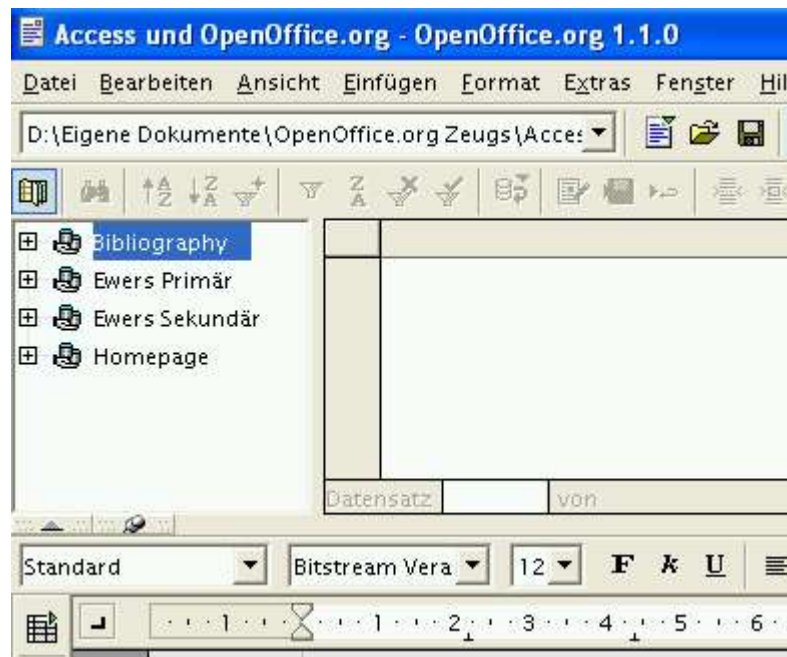 Access und OpenOffice.org - OpenOffice.org 1.1.0
Datei Bearbeiten Ansicht Einfügen Format Extras Fenster Hil
D:\Eigene Dokumente\OpenOffice.org Zeugs\Acces
Bibliography
Ewers Primär
Ewers Sekundär
Homepage
Datensatz von
Standard Bitstream Vera 12 F k U
1 1 2 3 4 5 6